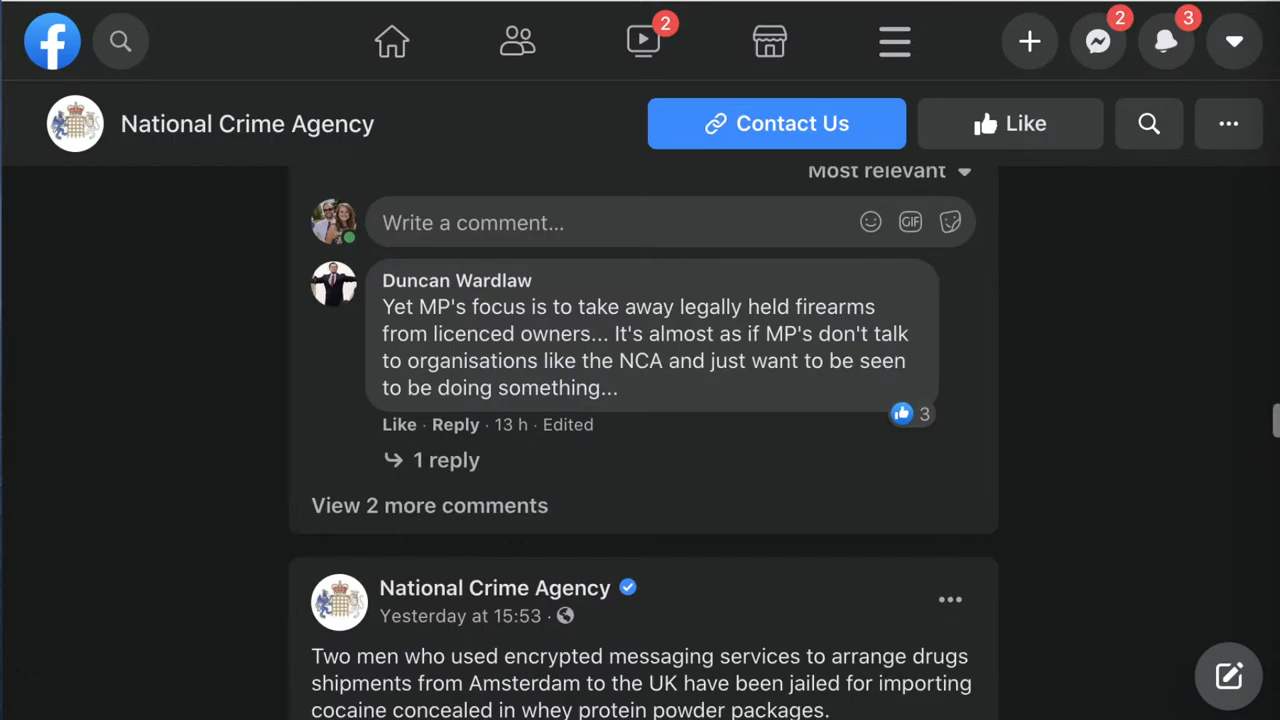 2
2
3
National Crime Agency
Contact Us
Like
Most relevant
Write a comment...
GIF
Duncan Wardlaw
Yet MP's focus is to take away legally held firearms
from licenced owners... It's almost as if MP's don't talk
to organisations like the NCA and just want to be seen
to be doing something...
3
Like · Reply · 13 h · Edited
1 reply
View 2 more comments
National Crime Agency
Yesterday at 15:53 ·
Two men who used encrypted messaging services to arrange drugs
shipments from Amsterdam to the UK have been jailed for importing
cocaine concealed in whey protein powder packages.